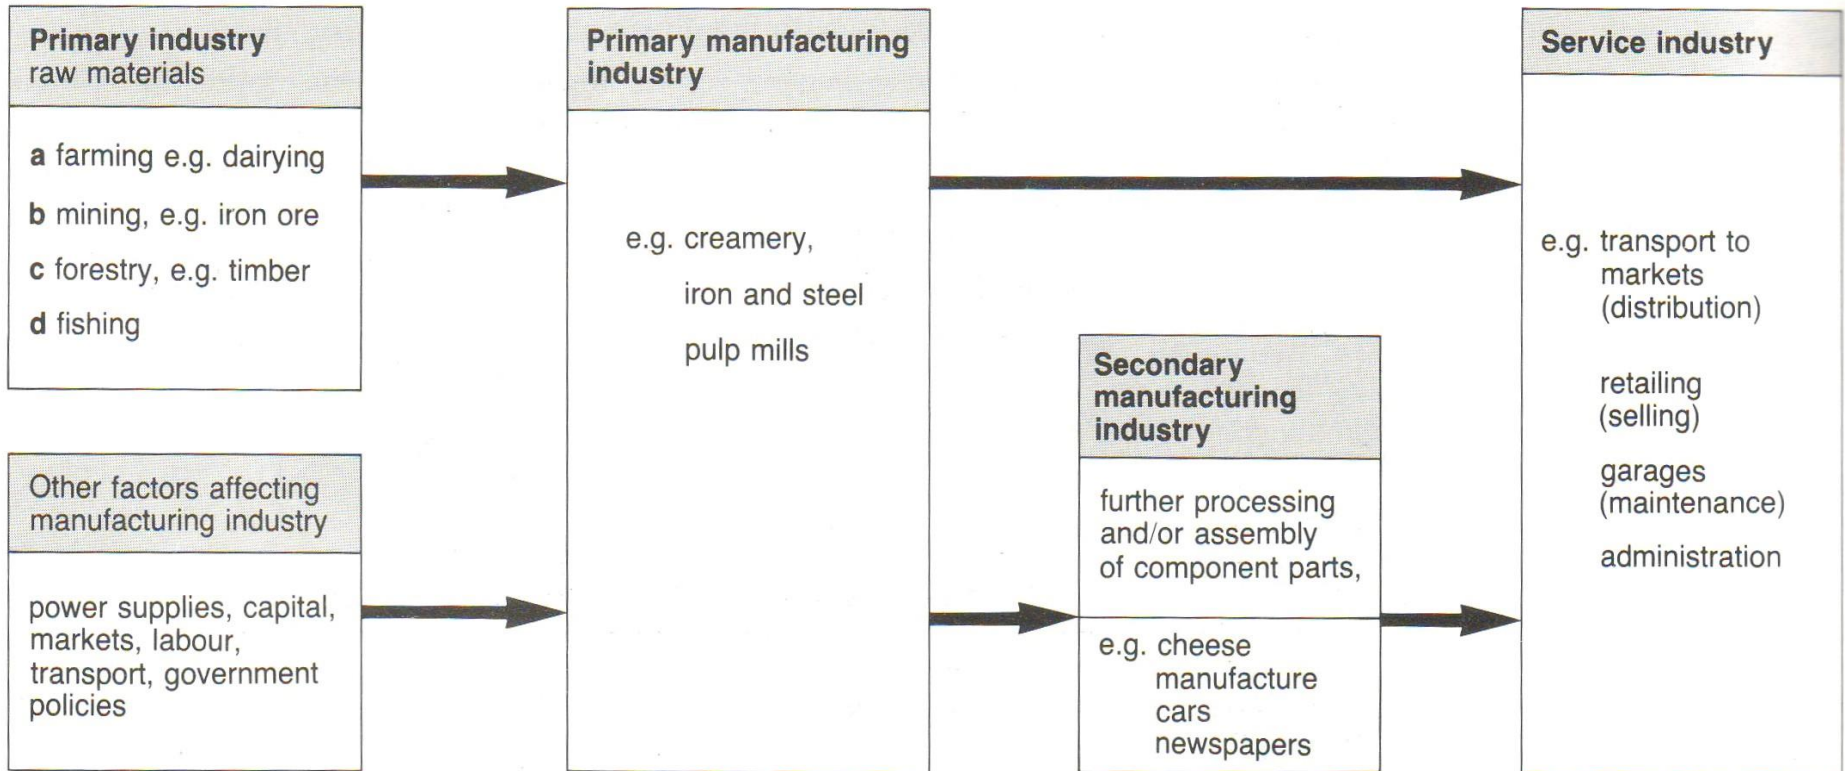 Primary industry
raw materials
a farming e.g. dairying
b mining, e.g. iron ore
c forestry, e.g. timber
d fishing
Other factors affecting
manufacturing industry
power supplies, capital,
markets, labour,
transport, government
policies
Primary manufacturing
industry
e.g. creamery,
iron and steel
pulp mills
Secondary
manufacturing
industry
further processing
and/or assembly
of component parts,
e.g. cheese
manufacture
cars
newspapers
Service industry
e.g. transport to
markets
(distribution)
retailing
(selling)
garages
(maintenance)
administration